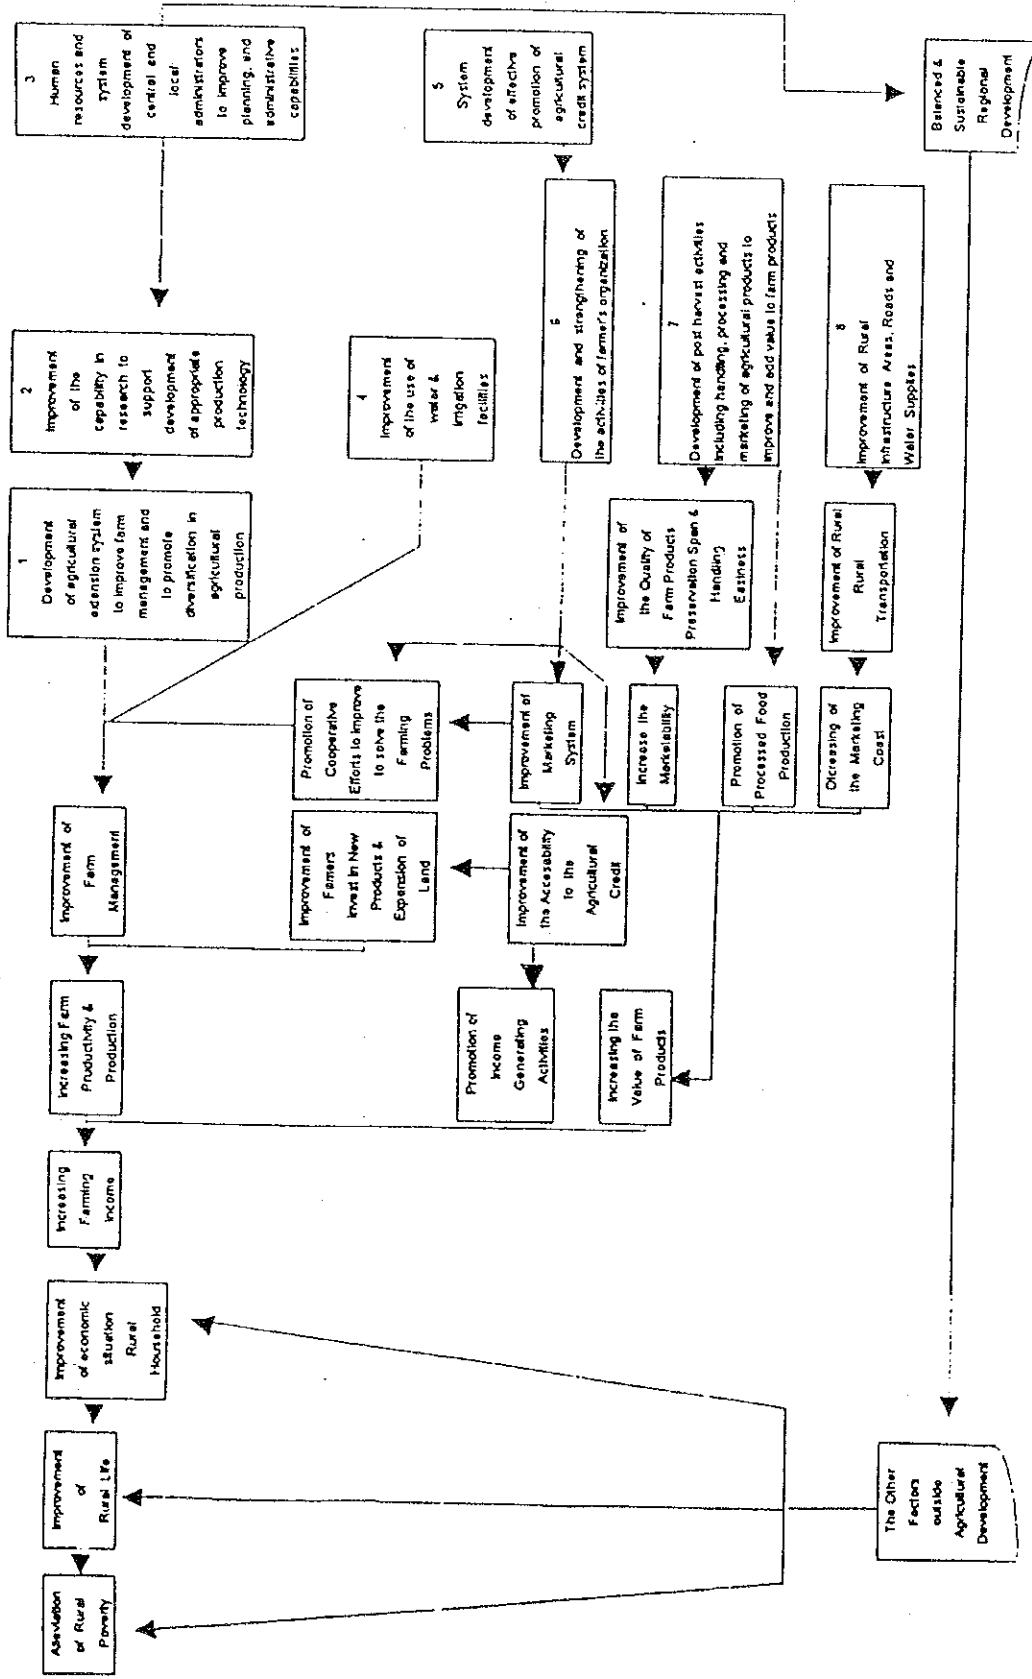 Aseviation
of Rural
Poverty
Improvement
of
Rural Life
Improvement
of economic
situation
Rural
Household
Increasing
Farming
Income
Increasing Farm
Productivity &
Production
Improvement of
Farm
Management
1
Development
of agricultural
extension system
to improve farm
management and
to promote
diversification in
agricultural
production
2
Improvement
of the
capability in
research to
support
development
of appropriate
production
technology
3
Human
resources and
system
development of
central and
local
administrators
to improve
planning, and
administrative
capabilities
4
Improvement
of the use of
water &
irrigation
facilities
5
System
development
of effective
promotion of
agricultural
credit system
Promotion of
Cooperative
Efforts to improve
to solve the
Farming
Problems
Improvement of
Farmers
Invest in New
Products &
Expension of
Land
Promotion of
Income
Generating
Activities
Improvement of
the Accesability
to the
Agricultural
Credit
Improvement of
Marketing
System
6
Development and strengthening of
the activities of farmer's organization
Increasing the
Value of Farm
Products
Increase the
Marketability
Improvement of
the Quality of
Farm Products
Preservation Span &
Handling
Easiness
7
Development of post harvest activities
including handling, processing and
marketing of agricultural products to
improve and add value to farm products
Promotion of
Processed Food
Production
Dicreasing of
the Marketing
Coast
Improvement of Rural
Rural
Transportation
8
Improvement of Rural
Infrastructure Areas, Roads and
Water Supplies
The Other
Factors
outside
Agricultural
Development
Balanced &
Sustainable
Regional
Development